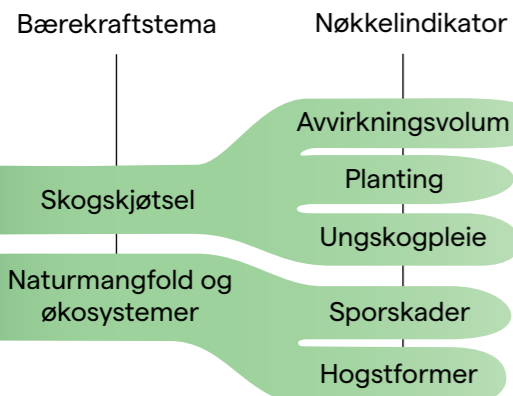 Bærekraftstema
Nøkkelindikator
Avvirkningsvolum
Planting
Skogskjøtsel
Ungskogpleie
Naturmangfold og
økosystemer
Sporskader
Hogstformer